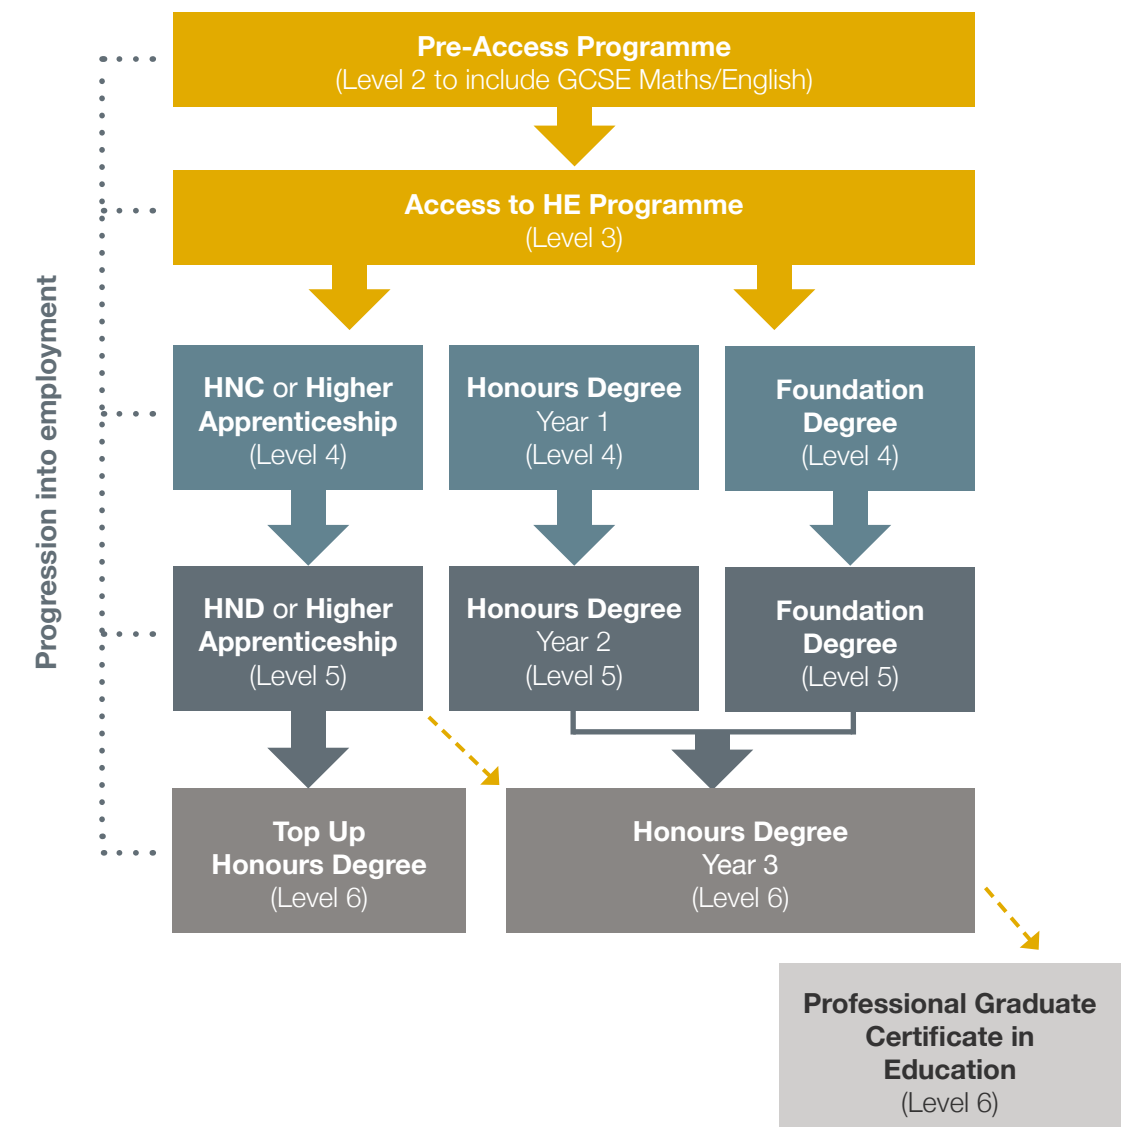 Pre-Access Programme
(Level 2 to include GCSE Maths/English)
Access to HE Programme
(Level 3)
Progression into employment
HNC or Higher
Apprenticeship
(Level 4)
Honours Degree
Year 1
(Level 4)
Foundation
Degree
(Level 4)
HND or Higher
Apprenticeship
(Level 5)
Honours Degree
Year 2
(Level 5)
Foundation
Degree
(Level 5)
Top Up
Honours Degree
(Level 6)
Honours Degree
Year 3
(Level 6)
Professional Graduate
Certificate in
Education
(Level 6)